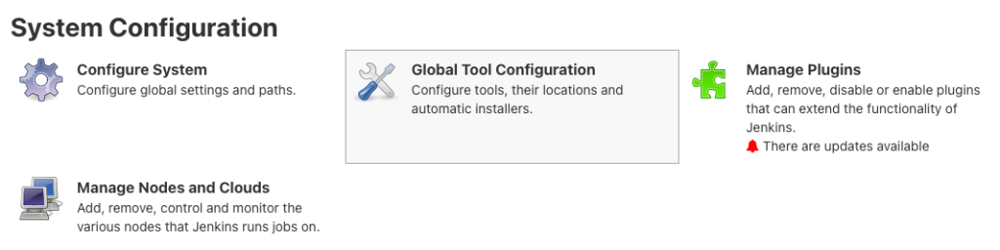 System Configuration
Configure System
Configure global settings and paths.
Global Tool Configuration
Configure tools, their locations and
automatic installers.
Manage Plugins
Add, remove, disable or enable plugins
that can extend the functionality of
Jenkins.
There are updates available
Manage Nodes and Clouds
Add, remove, control and monitor the
various nodes that Jenkins runs jobs on.